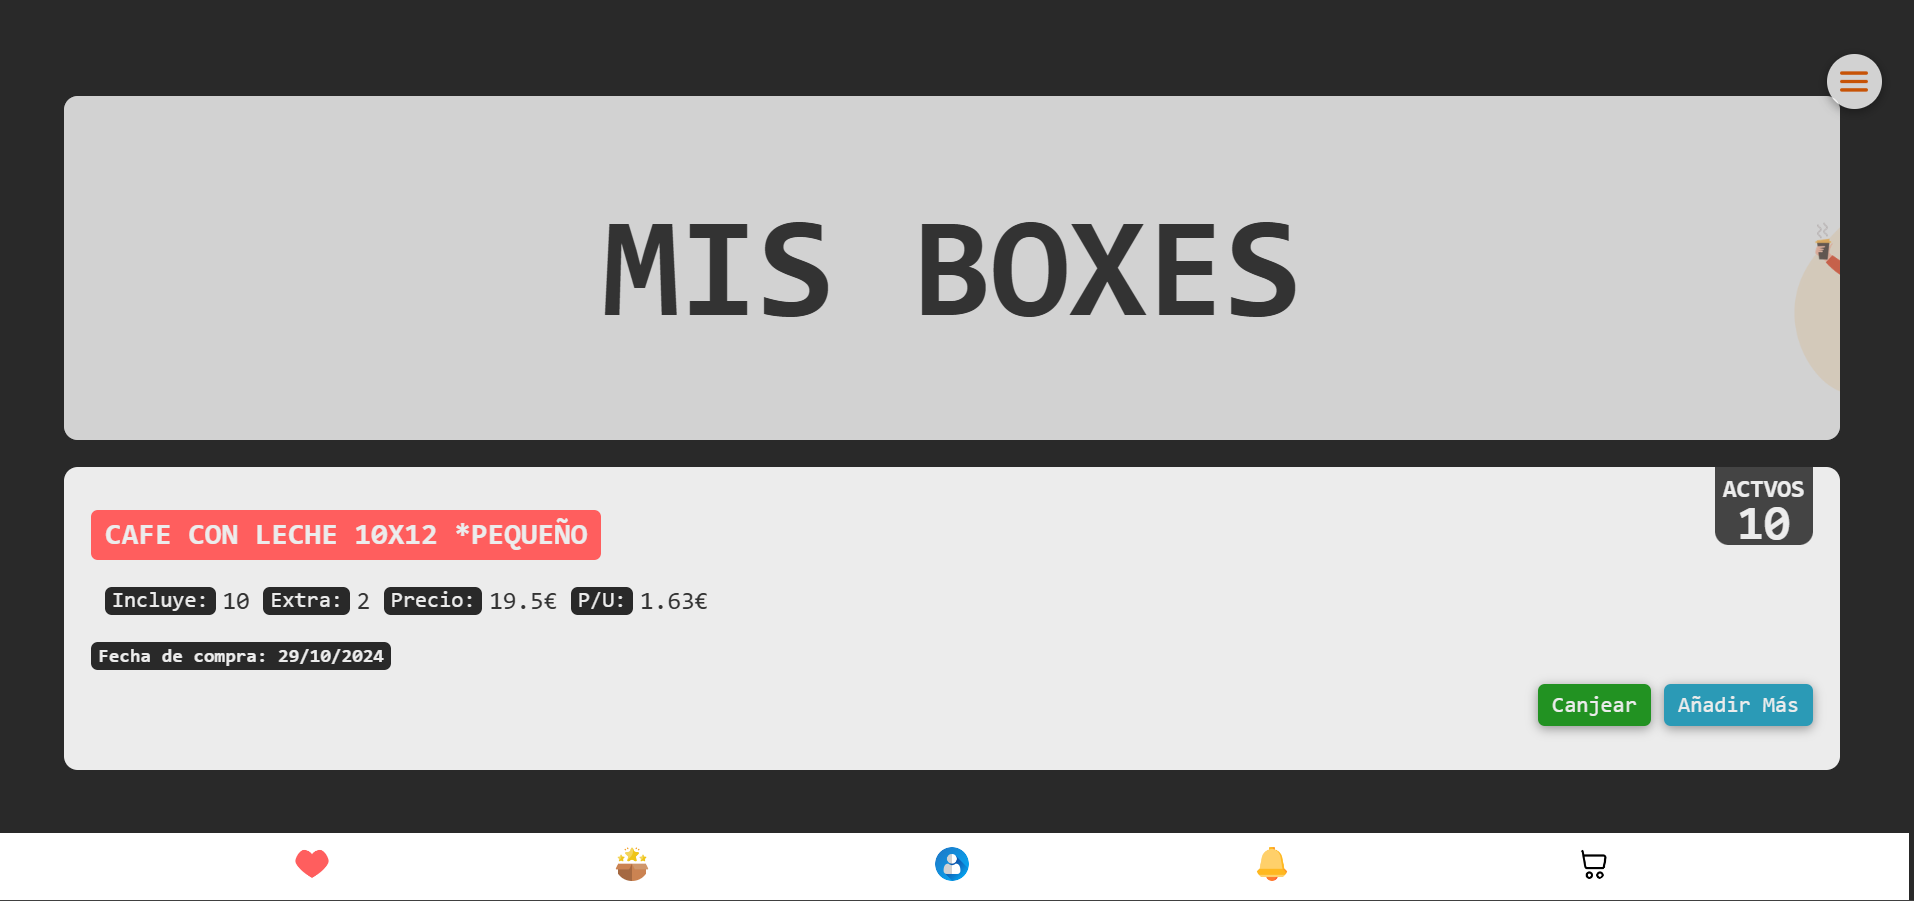 MIS BOXES
ACTVOS
10
CAFE CON LECHE 10X12 *PEQUEÑO
Incluye: 10 Extra: 2 Precio: 19.5€ P/U: 1.63€
Fecha de compra: 29/10/2024
Canjear Añadir Más